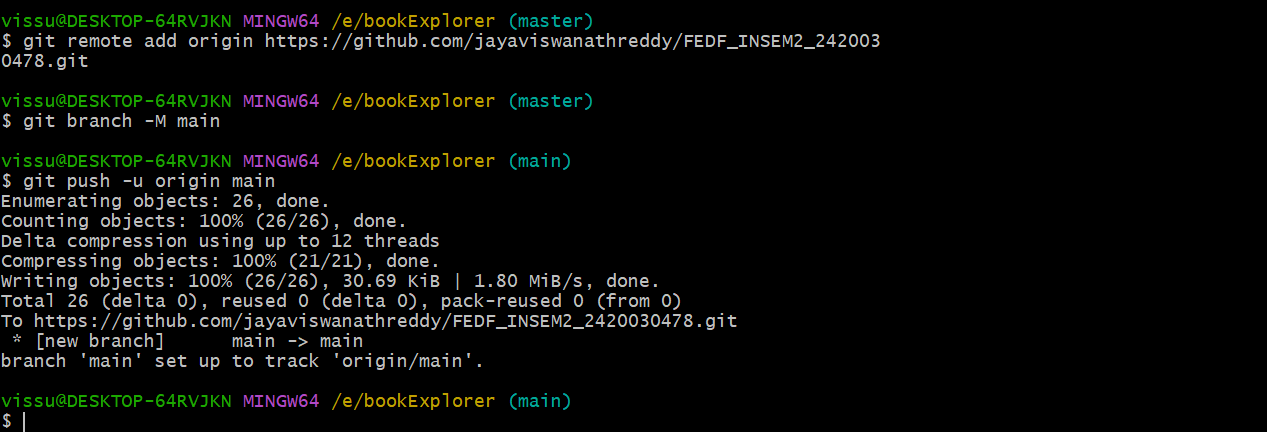 vissu@DESKTOP-64RVJKN MINGW64 /e/bookExplorer (master)
$ git remote add origin https://github.com/jayaviswanathreddy/FEDF_INSEM2_242003
0478.git
vissu@DESKTOP-64RVJKN MINGW64 /e/bookExplorer (master)
$ git branch -M main
vissu@DESKTOP-64RVJKN MINGW64 /e/bookExplorer (main)
$ git push -u origin main
Enumerating objects: 26, done.
Counting objects: 100% (26/26), done.
Delta compression using up to 12 threads
Compressing objects: 100% (21/21), done.
Writing objects: 100% (26/26), 30.69 KiB | 1.80 MiB/s, done.
Total 26 (delta 0), reused 0 (delta 0), pack-reused 0 (from 0)
To https://github.com/jayaviswanathreddy/FEDF_INSEM2_2420030478.git
 * [new branch]      main -> main
branch 'main' set up to track 'origin/main'.
vissu@DESKTOP-64RVJKN MINGW64 /e/bookExplorer (main)
$